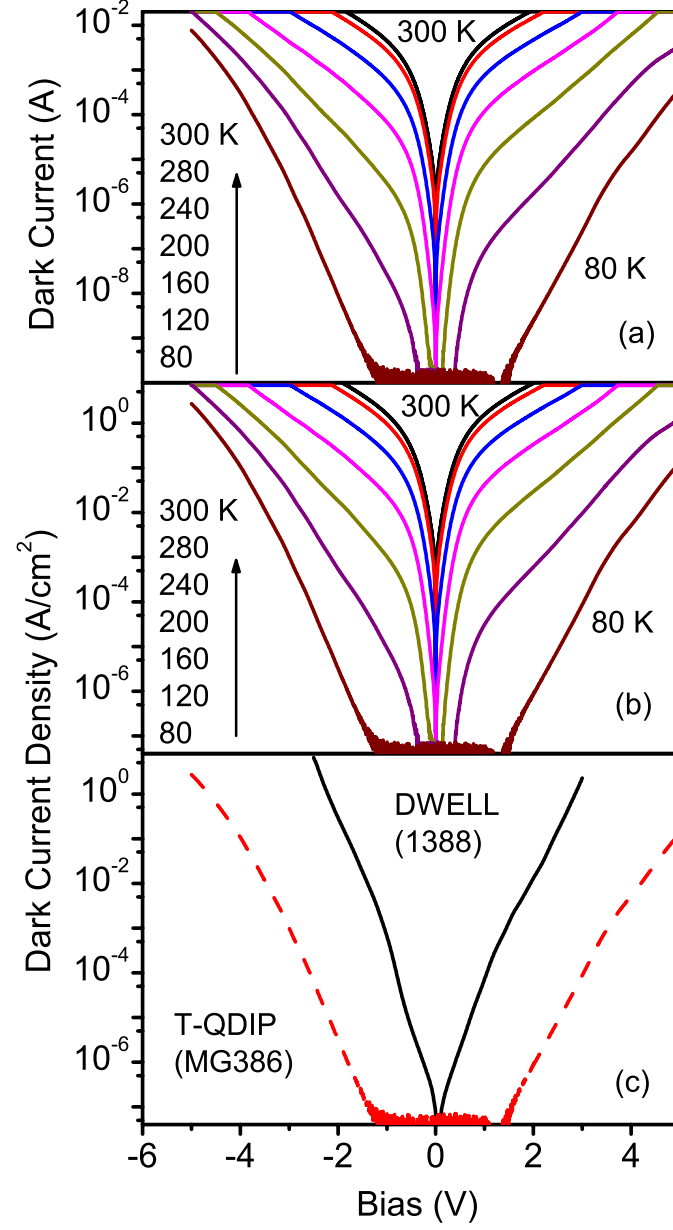 Dark Current (A)
10^-2
10^-4
10^-6
10^-8
300 K
300 K
280
240
200
160
120
80
80 K
(a)
Dark Current Density (A/cm^2)
10^0
10^-2
10^-4
10^-6
300 K
300 K
280
240
200
160
120
80
80 K
(b)
10^0
10^-2
10^-4
10^-6
DWELL
(1388)
T-QDIP
(MG386)
(c)
-6 -4 -2 0 2 4
Bias (V)